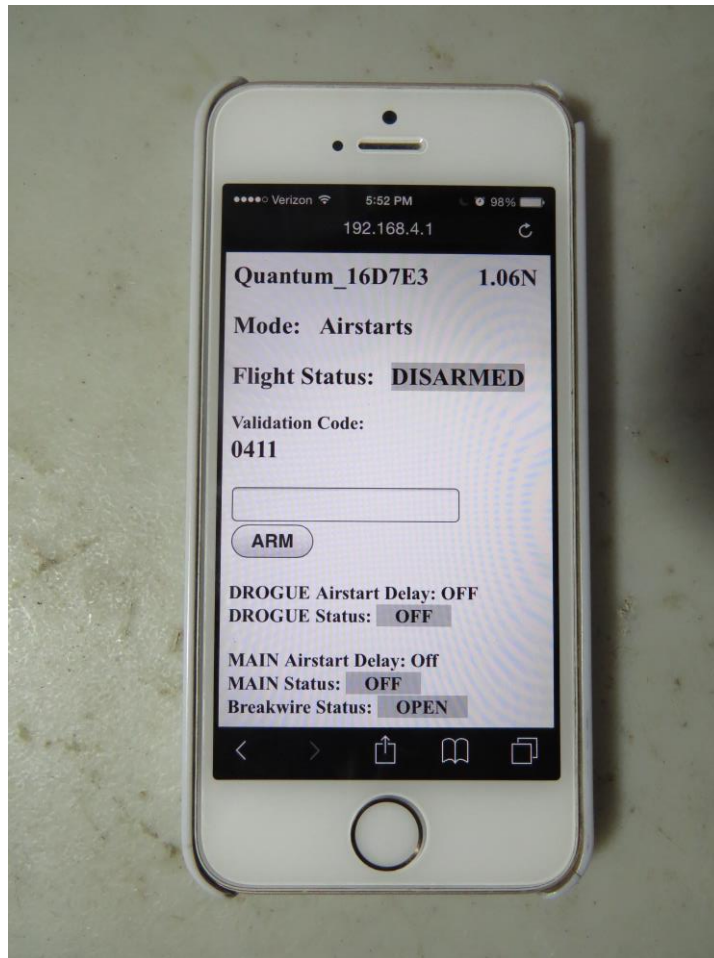 Verizon 5:52 PM 98%
192.168.4.1
Quantum_16D7E3 1.06N
Mode: Airstarts
Flight Status: DISARMED
Validation Code:
0411
ARM
DROGUE Airstart Delay: OFF
DROGUE Status: OFF
MAIN Airstart Delay: Off
MAIN Status: OFF
Breakwire Status: OPEN